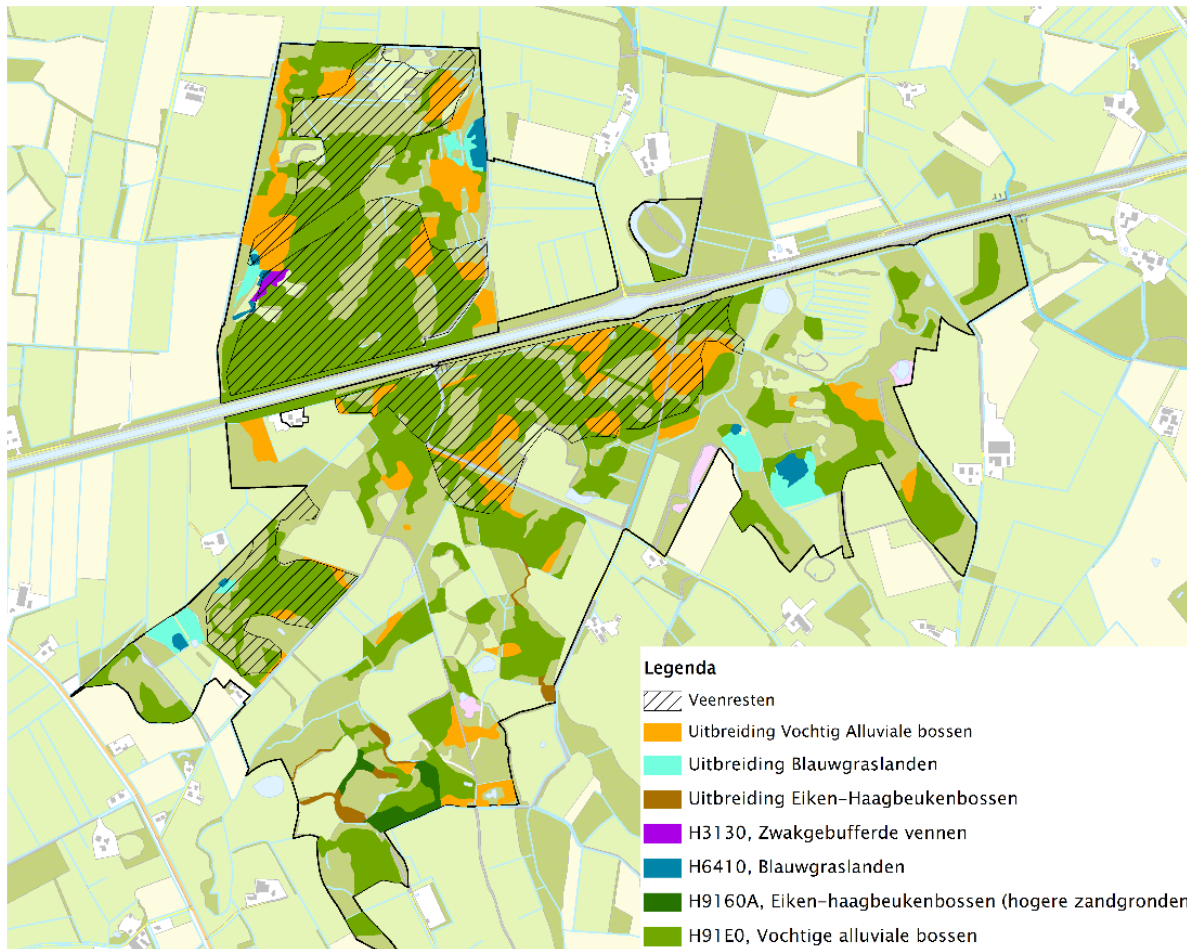 Legenda
Veenresten
Uitbreiding Vochtig Alluviale bossen
Uitbreiding Blauwgraslanden
Uitbreiding Eiken-Haagbeukenbossen
H3130, Zwakgebufferde vennen
H6410, Blauwgraslanden
H9160A, Eiken-haagbeukenbossen (hogere zandgronden
H91E0, Vochtige alluviale bossen